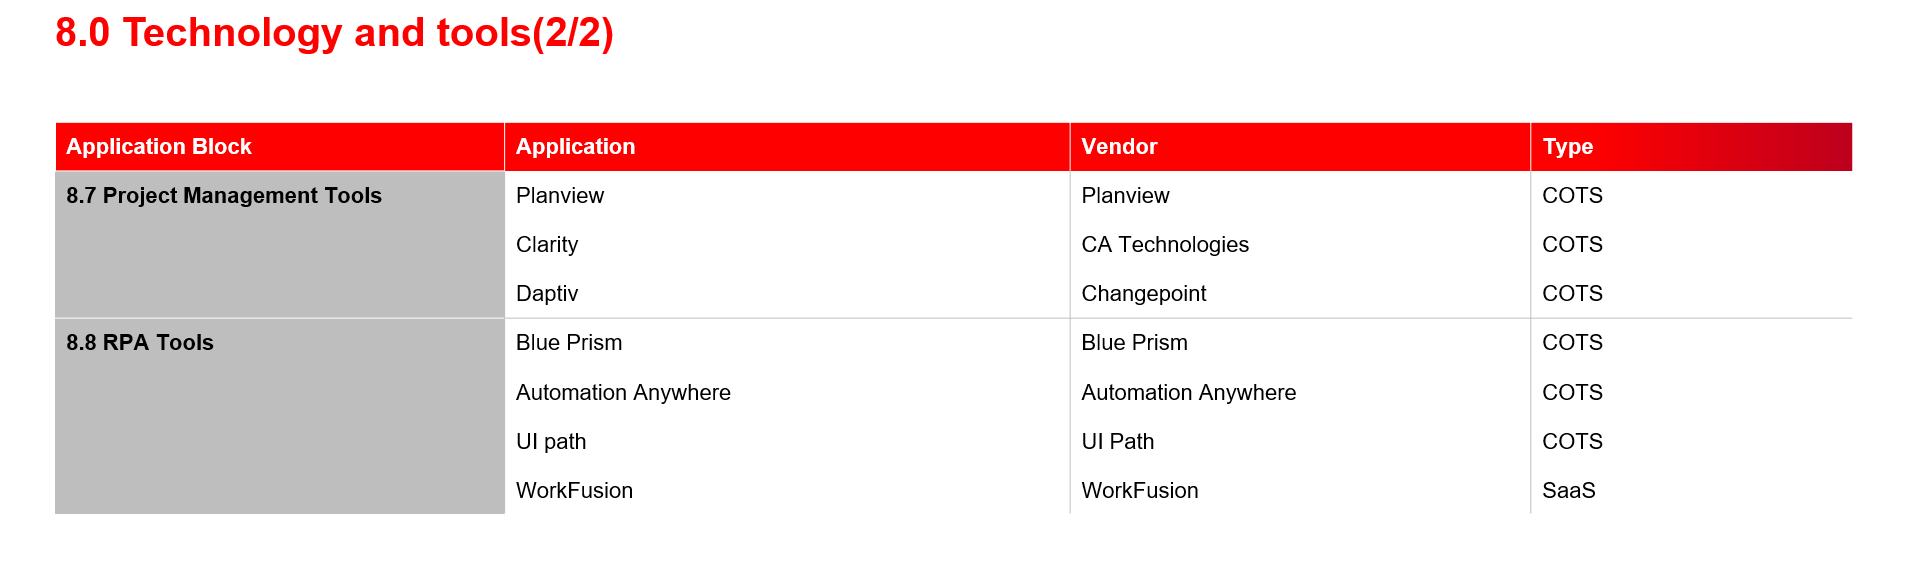 8.0 Technology and tools(2/2)
Application Block Application Vendor Type
8.7 Project Management Tools Planview Planview COTS
Clarity CA Technologies COTS
Daptiv Changepoint COTS
8.8 RPA Tools Blue Prism Blue Prism COTS
Automation Anywhere Automation Anywhere COTS
UI path UI Path COTS
WorkFusion WorkFusion SaaS